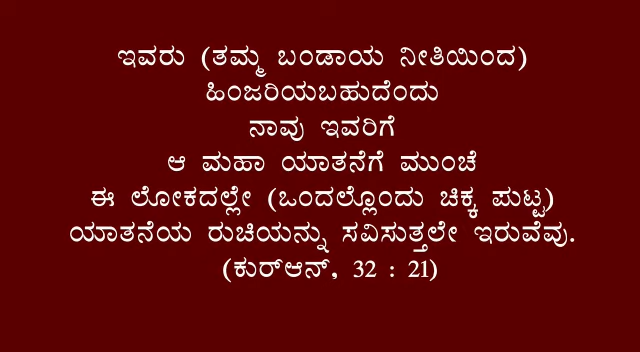 ಇವರು (ತಮ್ಮ ಬಂಡಾಯ ನೀತಿಯಿಂದ)
ಹಿಂಜರಿಯಬಹುದೆಂದು
ನಾವು ಇವರಿಗೆ
ಆ ಮಹಾ ಯಾತನೆಗೆ ಮುಂಚೆ
ಈ ಲೋಕದಲ್ಲೇ (ಒಂದಲ್ಲೊಂದು ಚಿಕ್ಕ ಪುಟ್ಟ)
ಯಾತನೆಯ ರುಚಿಯನ್ನು ಸವಿಸುತ್ತಲೇ ಇರುವೆವು.
(ಕುರ್‌ಆನ್, 32 : 21)